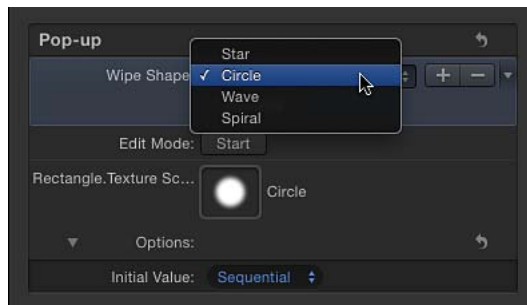 Pop-up
Star
Wipe Shape ✓ Circle
Wave
Spiral
Edit Mode: Start
Rectangle.Texture Sc... Circle
Options:
Initial Value: Sequential